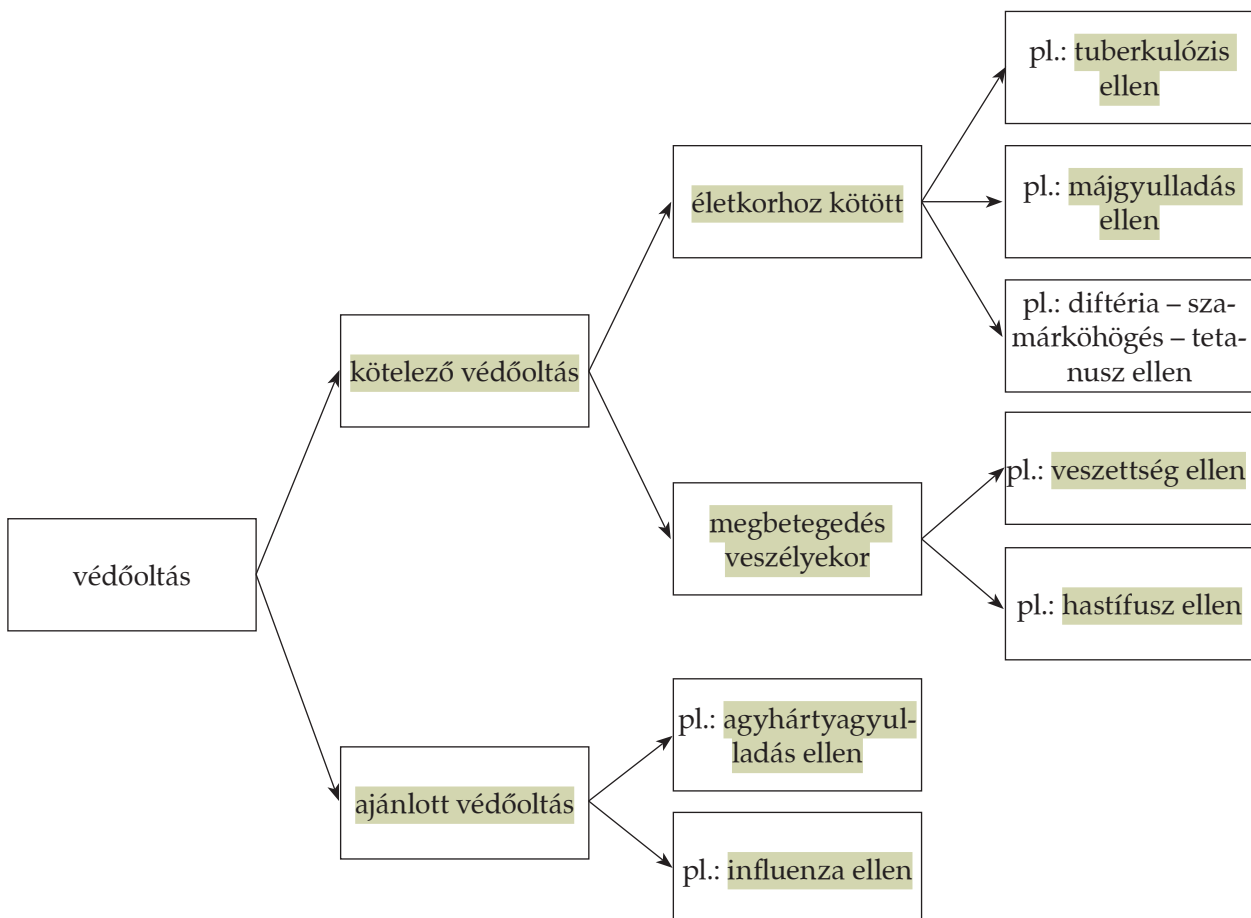 pl.: tuberkulózis
ellen
életkorhoz kötött
pl.: májgyulladás
ellen
pl.: diftéria – sza-
márköhögés – teta-
nusz ellen
kötelező védőoltás
pl.: veszettség ellen
megbetegedés
veszélyekor
védőoltás
pl.: hastífusz ellen
pl.: agyhártyagyul-
ladás ellen
ajánlott védőoltás
pl.: influenza ellen